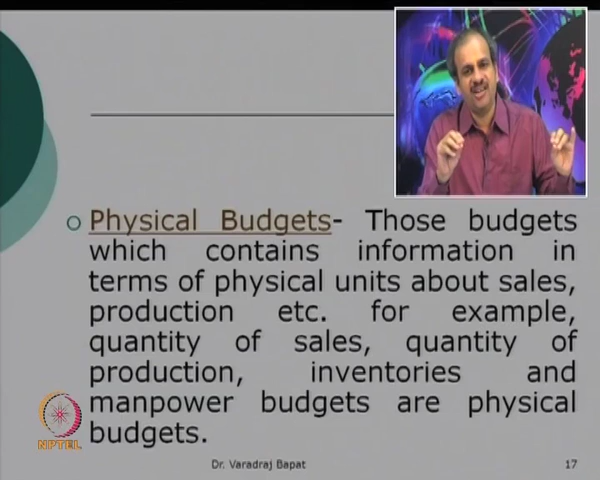 Physical Budgets- Those budgets
which contains information in
terms of physical units about sales,
production etc. for example,
quantity of sales, quantity of
production, inventories and
manpower budgets are physical
budgets.
NPTEL
Dr. Varadraj Bapat
17